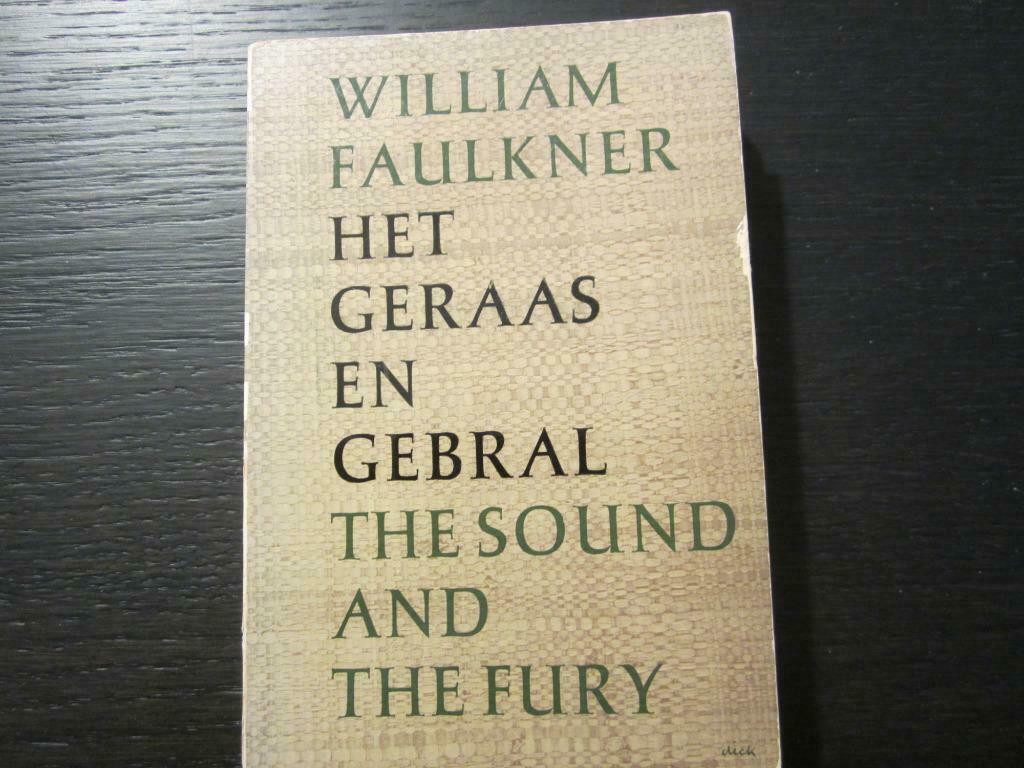 WILLIAM
FAULKNER
HET
GERAAS
EN
GEBRAL
THE SOUND
AND
THE FURY
dick